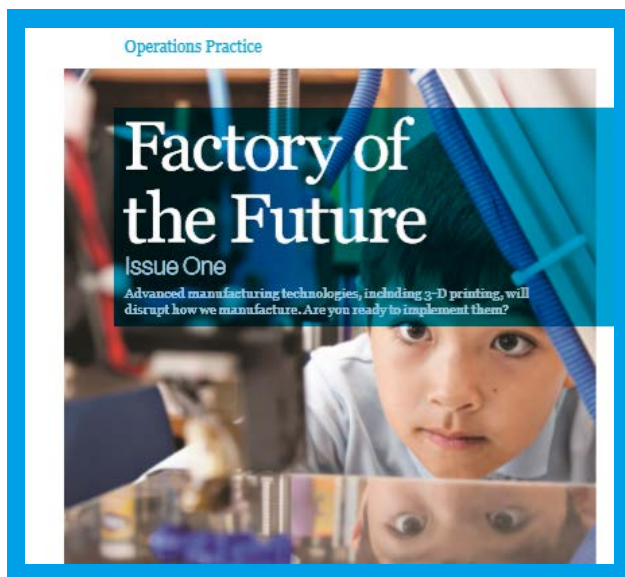 Operations Practice
Factory of
the Future
Issue One
Advanced manufacturing technologies, including 3-D printing, will
disrupt how we manufacture. Are you ready to implement them?